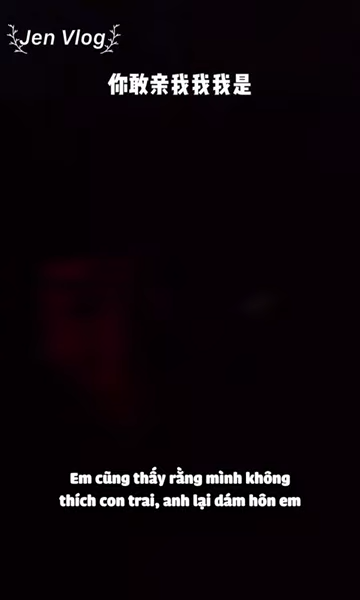 Jen Vlog
你敢亲我我我是
Em cũng thấy rằng mình không
thích con trai, anh lại dám hôn em